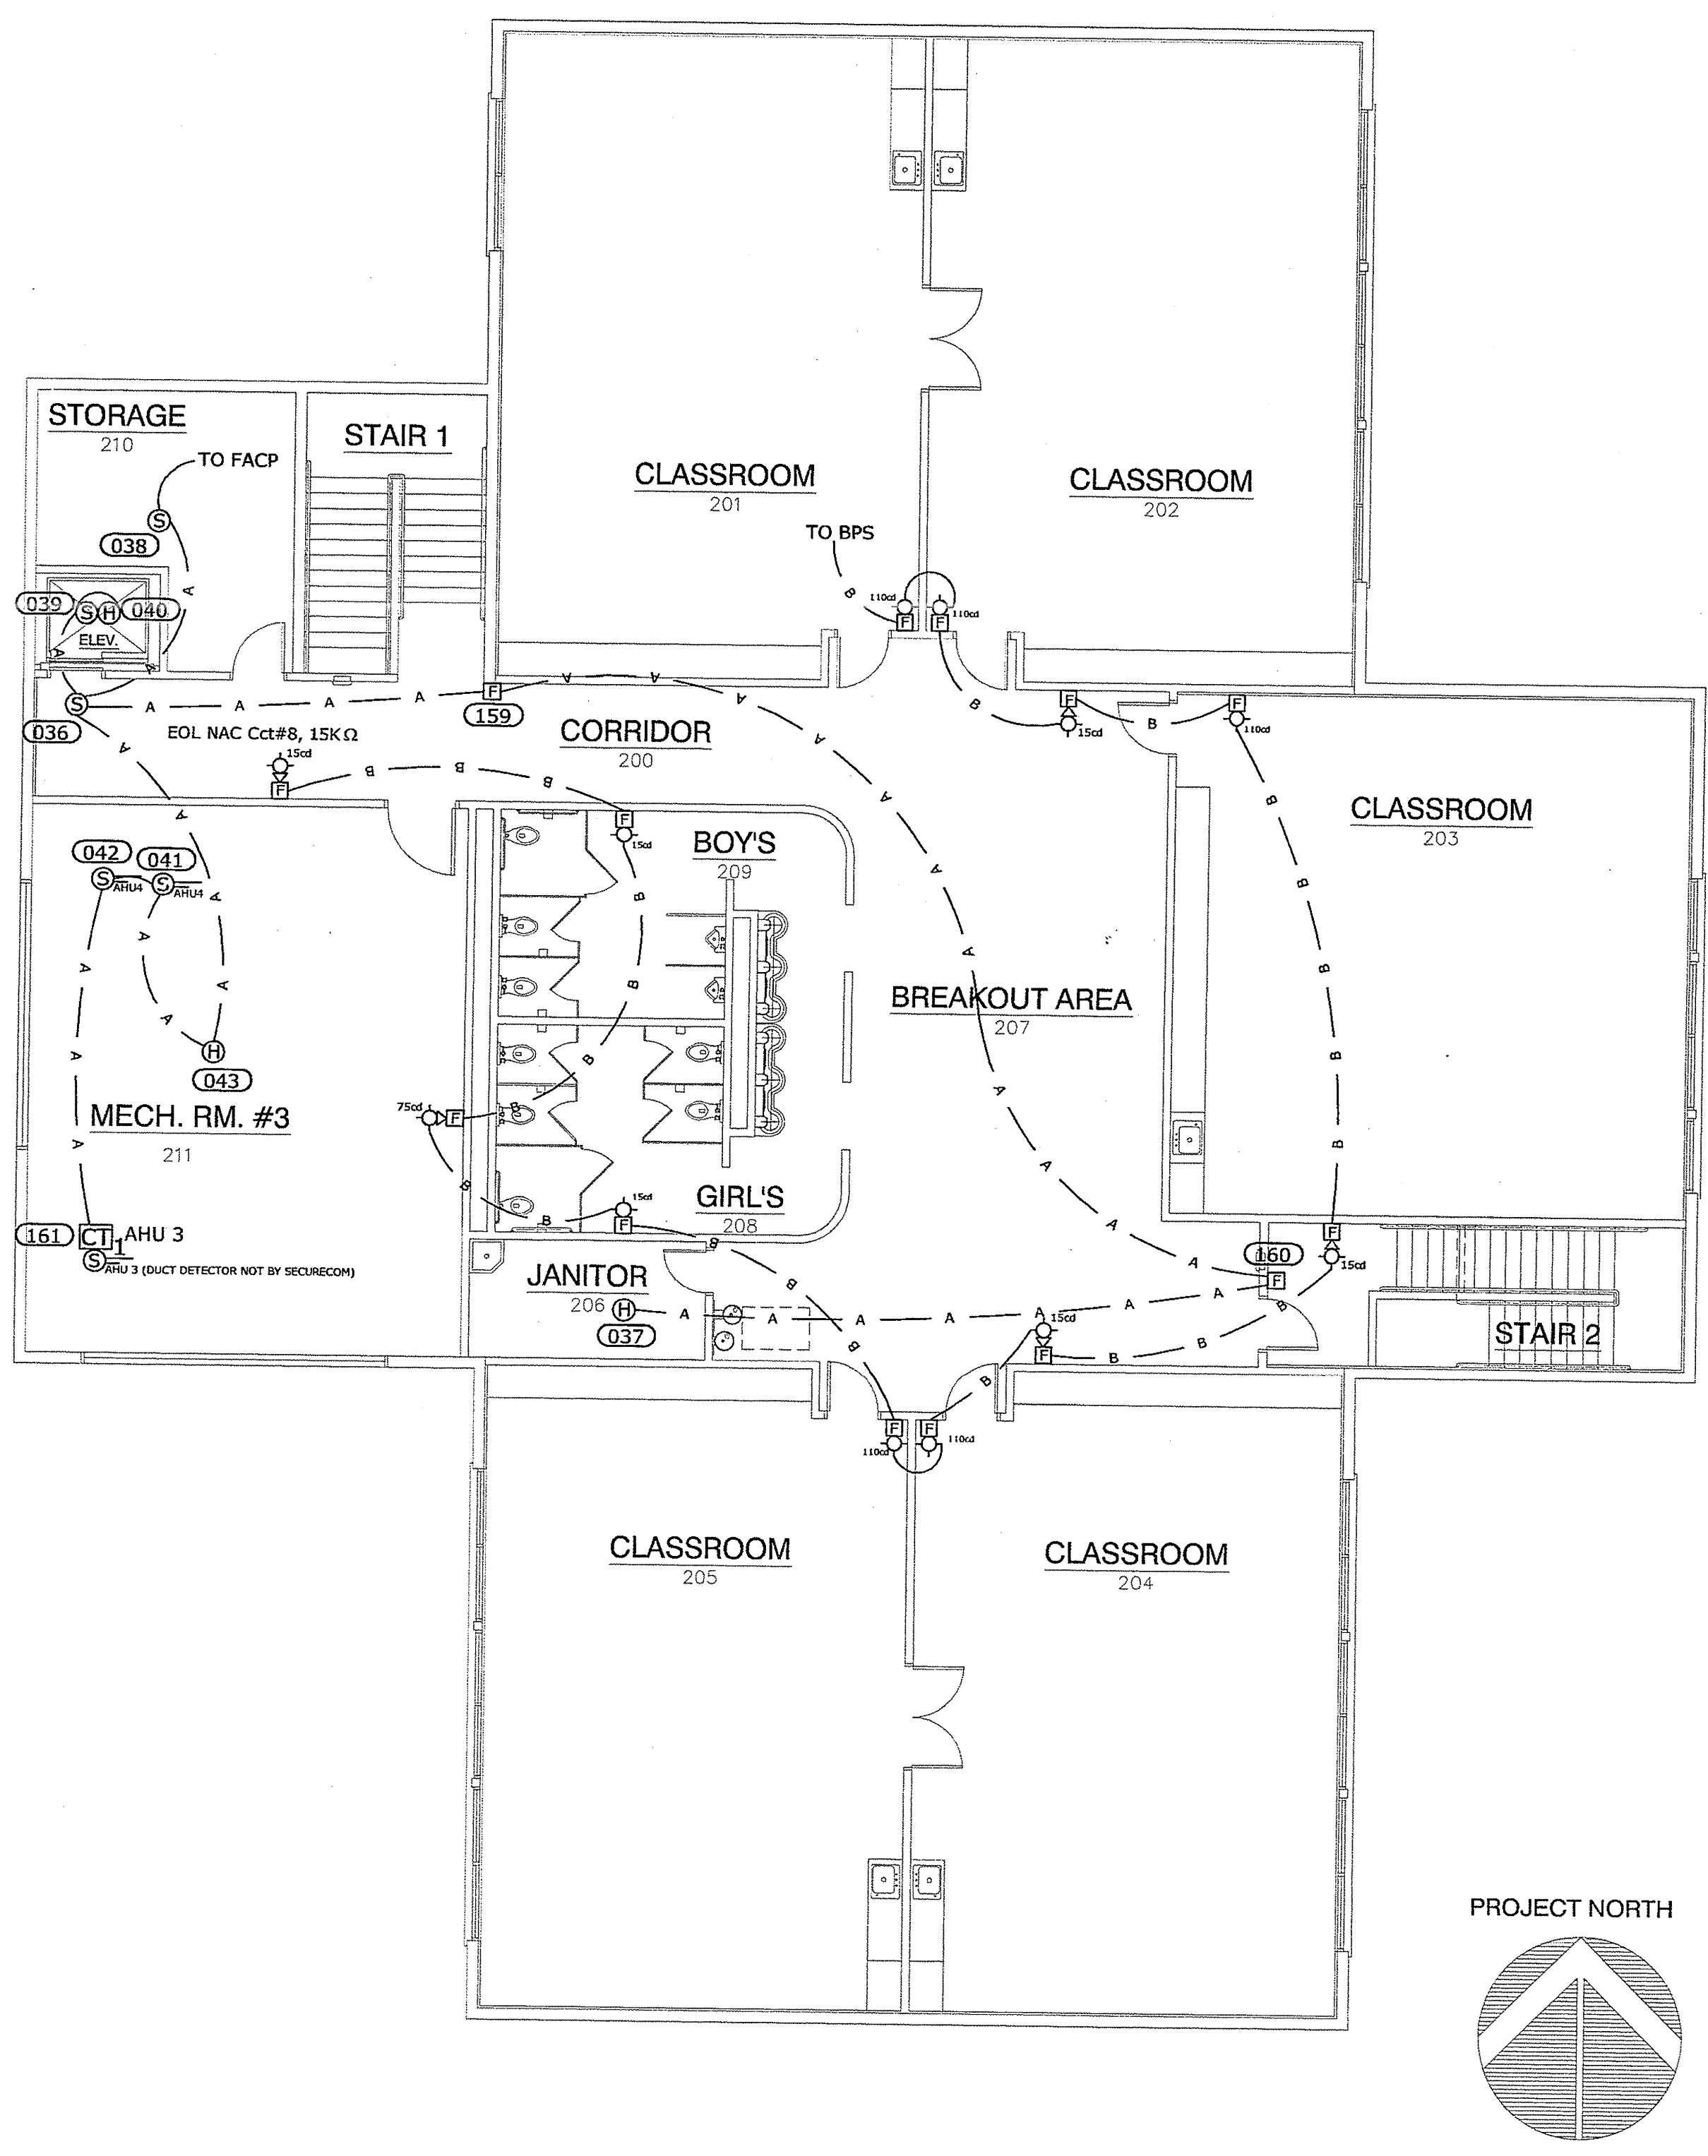 STORAGE
210
TO FACP
STAIR 1
CLASSROOM
201
CLASSROOM
202
TO BPS
S
038
039
S
H
040
ELEV.
110cd
110cd
F
F
S
036
F
159
F
15cd
F
110cd
EOL NAC Cct#8, 15KΩ
15cd
F
CORRIDOR
200
CLASSROOM
203
F
15cd
BOY'S
209
042
041
S
AHU4
S
AHU4
BREAKOUT AREA
207
H
043
MECH. RM. #3
211
75cd
F
GIRL'S
208
15cd
F
161
CT
1
AHU 3
S
AHU 3 (DUCT DETECTOR NOT BY SECURECOM)
JANITOR
206
H
037
160
F
F
15cd
15cd
F
STAIR 2
F
110cd
F
110cd
CLASSROOM
205
CLASSROOM
204
PROJECT NORTH
A A A A A A A A A A A A A A A
B B B B B B B B B B B B B B B